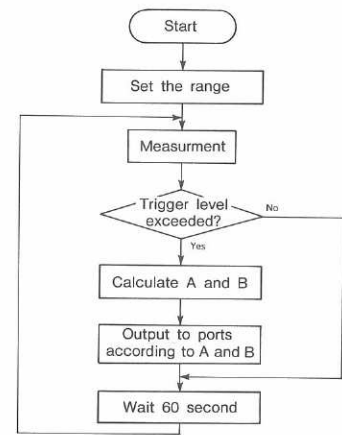 Start
Set the range
Measurment
Trigger level
exceeded?
No
Yes
Calculate A and B
Output to ports
according to A and B
Wait 60 second